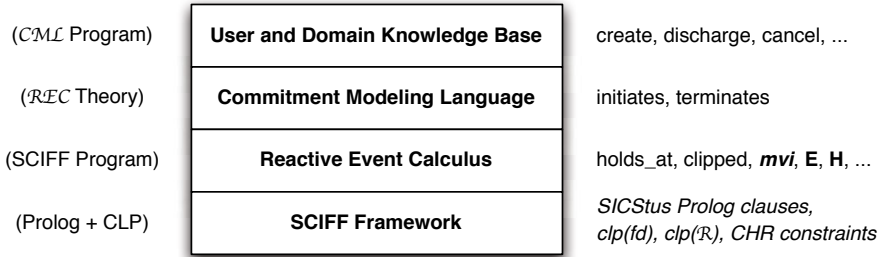 (CML Program) User and Domain Knowledge Base create, discharge, cancel, ...
(REC Theory) Commitment Modeling Language initiates, terminates
(SCIFF Program) Reactive Event Calculus holds_at, clipped, mvi, E, H, ...
(Prolog + CLP) SCIFF Framework SICStus Prolog clauses,
clp(fd), clp(R), CHR constraints